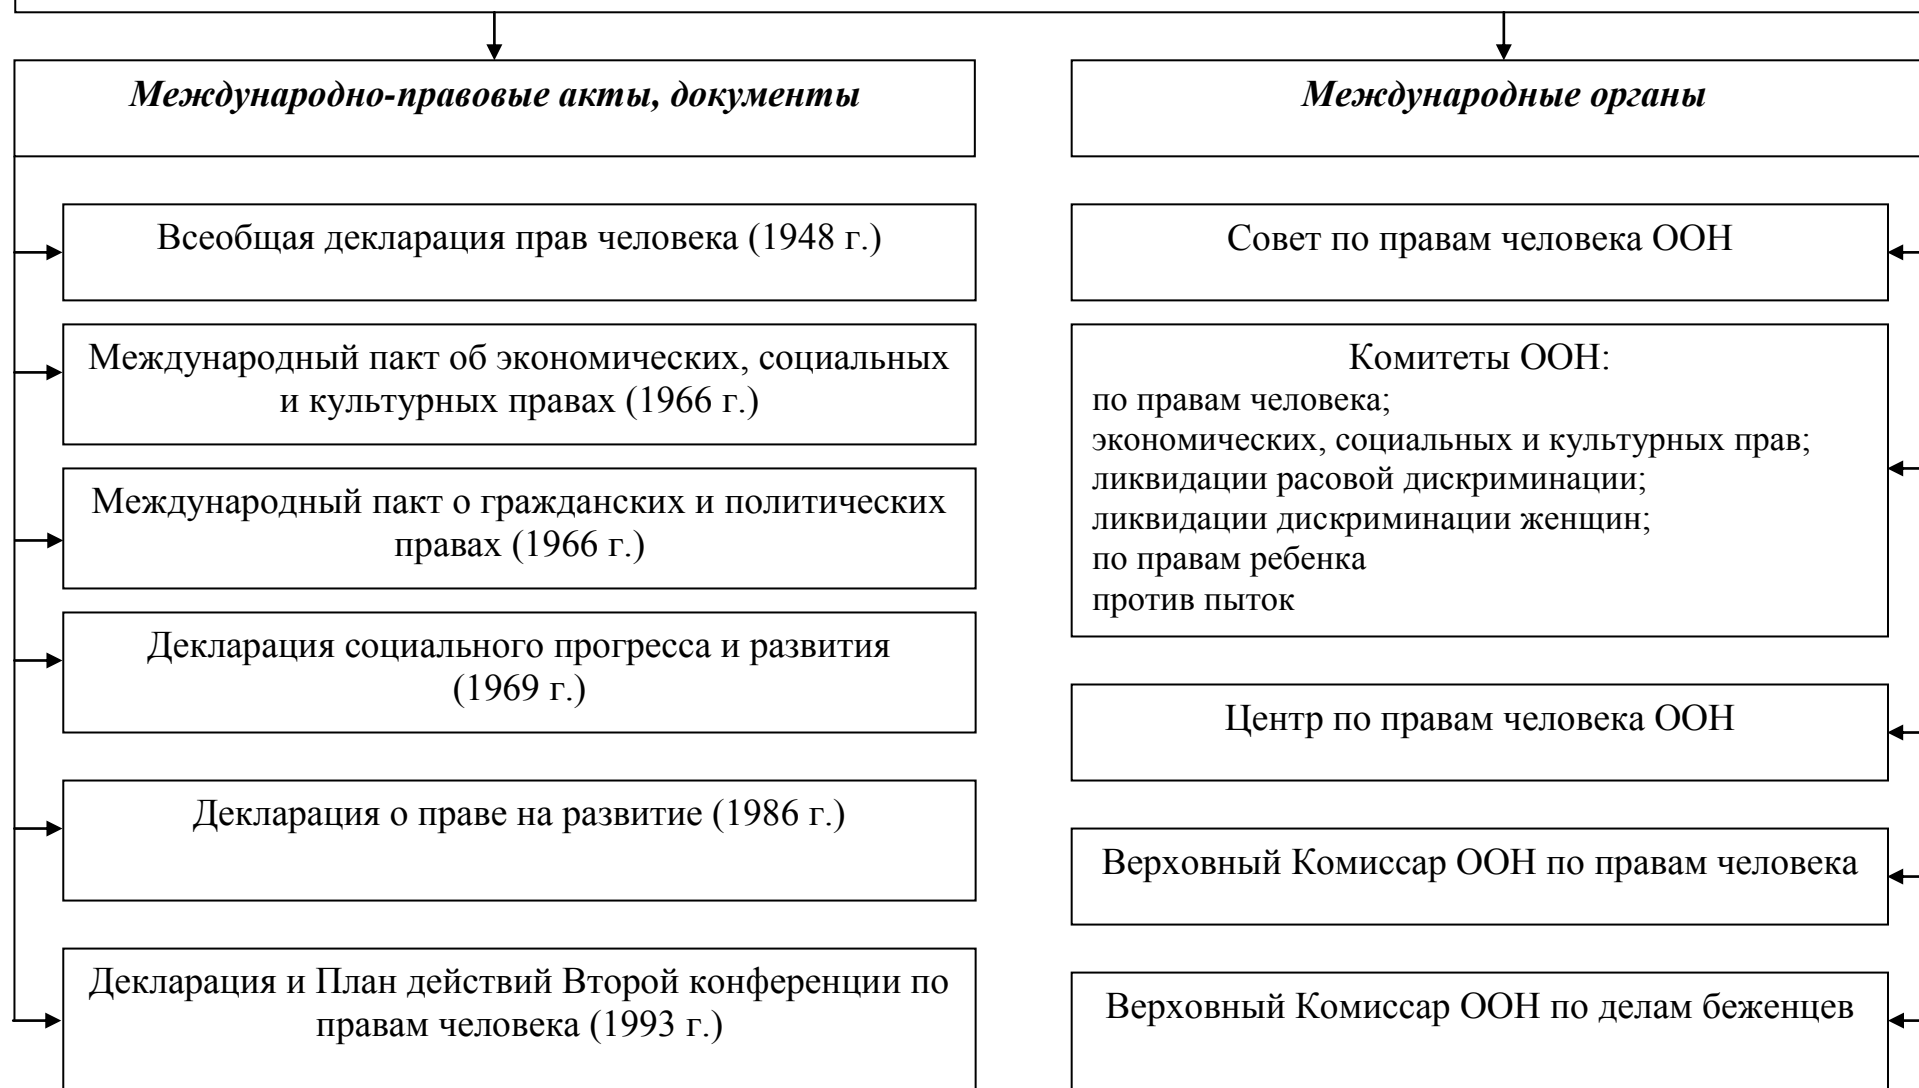 Международно-правовые акты, документы
Всеобщая декларация прав человека (1948 г.)
Международный пакт об экономических, социальных
и культурных правах (1966 г.)
Международный пакт о гражданских и политических
правах (1966 г.)
Декларация социального прогресса и развития
(1969 г.)
Декларация о праве на развитие (1986 г.)
Декларация и План действий Второй конференции по
правам человека (1993 г.)
Международные органы
Совет по правам человека ООН
Комитеты ООН:
по правам человека;
экономических, социальных и культурных прав;
ликвидации расовой дискриминации;
ликвидации дискриминации женщин;
по правам ребенка
против пыток
Центр по правам человека ООН
Верховный Комиссар ООН по правам человека
Верховный Комиссар ООН по делам беженцев